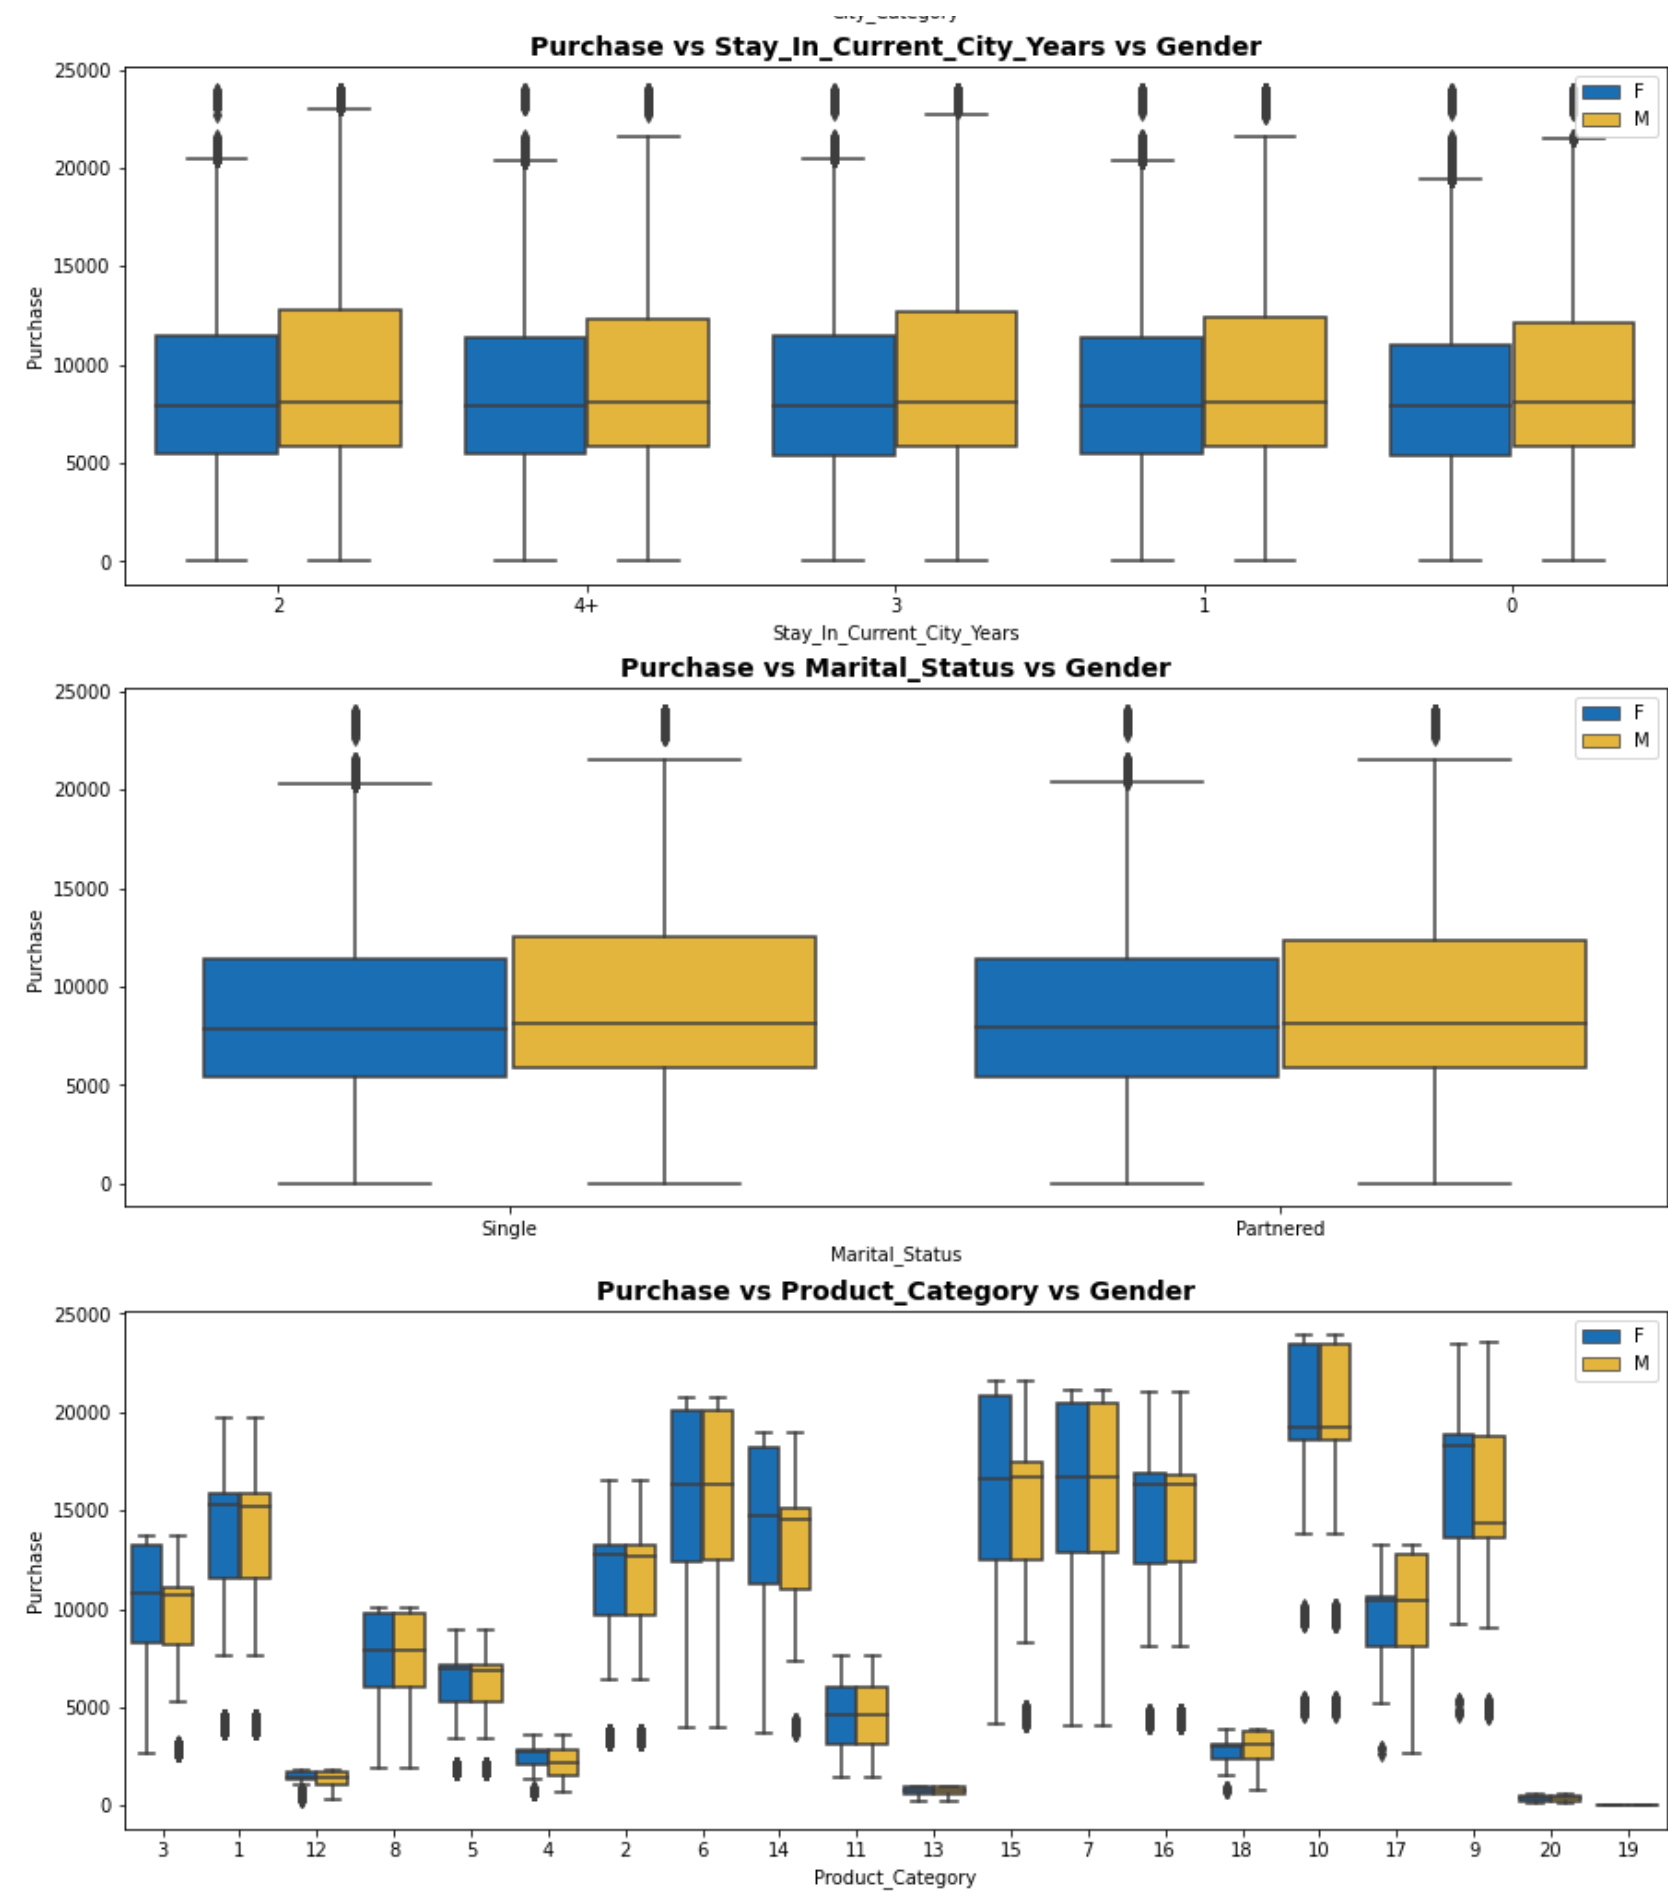 City_Category
Purchase vs Stay_In_Current_City_Years vs Gender
25000
20000
15000
10000
5000
0
Purchase
F
M
2 4+ 3 1 0
Stay_In_Current_City_Years
Purchase vs Marital_Status vs Gender
25000
20000
15000
10000
5000
0
Purchase
F
M
Single Partnered
Marital_Status
Purchase vs Product_Category vs Gender
25000
20000
15000
10000
5000
0
Purchase
F
M
3 1 12 8 5 4 2 6 14 11 13 15 7 16 18 10 17 9 20 19
Product_Category